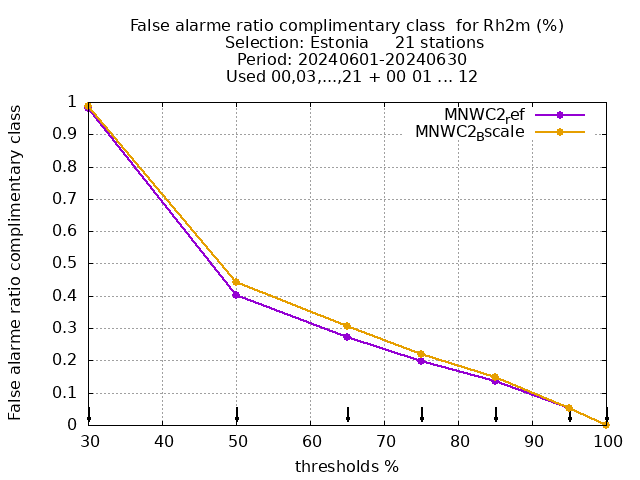 False alarme ratio complimentary class  for Rh2m (%)
Selection: Estonia     21 stations
Period: 20240601-20240630
Used 00,03,...,21 + 00 01 ... 12
False alarme ratio complimentary class
1
0.9
0.8
0.7
0.6
0.5
0.4
0.3
0.2
0.1
0
MNWC2ref
MNWC2Bscale
30 40 50 60 70 80 90 100
thresholds %